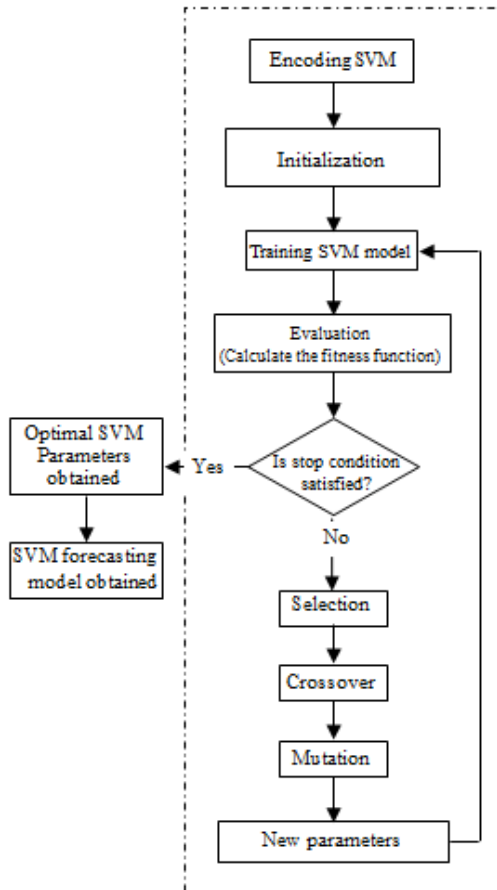 Encoding SVM
Initialization
Training SVM model
Evaluation
(Calculate the fitness function)
Is stop condition
satisfied?
Yes
Optimal SVM
Parameters
obtained
SVM forecasting
model obtained
No
Selection
Crossover
Mutation
New parameters